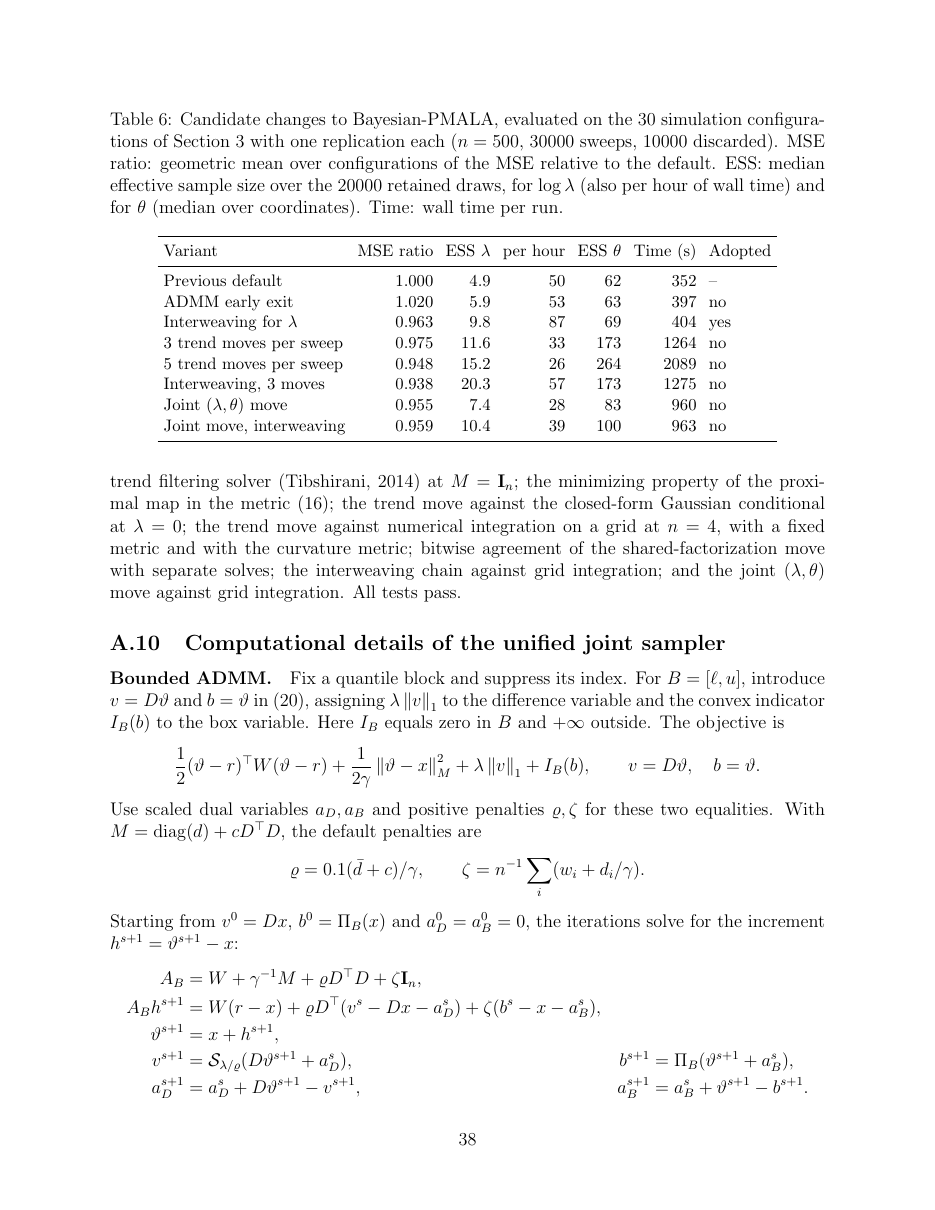 Table 6: Candidate changes to Bayesian-PMALA, evaluated on the 30 simulation configura-
tions of Section 3 with one replication each (n = 500, 30000 sweeps, 10000 discarded). MSE
ratio: geometric mean over configurations of the MSE relative to the default. ESS: median
effective sample size over the 20000 retained draws, for log λ (also per hour of wall time) and
for θ (median over coordinates). Time: wall time per run.
Variant MSE ratio ESS λ per hour ESS θ Time (s) Adopted
Previous default 1.000 4.9 50 62 352 –
ADMM early exit 1.020 5.9 53 63 397 no
Interweaving for λ 0.963 9.8 87 69 404 yes
3 trend moves per sweep 0.975 11.6 33 173 1264 no
5 trend moves per sweep 0.948 15.2 26 264 2089 no
Interweaving, 3 moves 0.938 20.3 57 173 1275 no
Joint (λ, θ) move 0.955 7.4 28 83 960 no
Joint move, interweaving 0.959 10.4 39 100 963 no
trend filtering solver (Tibshirani, 2014) at M = Iₙ; the minimizing property of the proxi-
mal map in the metric (16); the trend move against the closed-form Gaussian conditional
at λ = 0; the trend move against numerical integration on a grid at n = 4, with a fixed
metric and with the curvature metric; bitwise agreement of the shared-factorization move
with separate solves; the interweaving chain against grid integration; and the joint (λ, θ)
move against grid integration. All tests pass.
A.10 Computational details of the unified joint sampler
Bounded ADMM. Fix a quantile block and suppress its index. For B = [ℓ, u], introduce
v = Dϑ and b = ϑ in (20), assigning λ ‖v‖₁ to the difference variable and the convex indicator
I_B(b) to the box variable. Here I_B equals zero in B and +∞ outside. The objective is
1/2 (ϑ − r)^⊤W(ϑ − r) + 1/(2γ) ‖ϑ − x‖²_M + λ ‖v‖₁ + I_B(b), v = Dϑ, b = ϑ.
Use scaled dual variables a_D, a_B and positive penalties ϱ, ζ for these two equalities. With
M = diag(d) + cD^⊤D, the default penalties are
ϱ = 0.1(d̄ + c)/γ, ζ = n^{−1} ∑_i (w_i + d_i/γ).
Starting from v^0 = Dx, b^0 = Π_B(x) and a_D^0 = a_B^0 = 0, the iterations solve for the increment
h^{s+1} = ϑ^{s+1} − x:
A_B = W + γ^{−1}M + ϱD^⊤D + ζI_n,
A_B h^{s+1} = W(r − x) + ϱD^⊤(v^s − Dx − a_D^s) + ζ(b^s − x − a_B^s),
ϑ^{s+1} = x + h^{s+1},
v^{s+1} = S_{λ/ϱ}(Dϑ^{s+1} + a_D^s), b^{s+1} = Π_B(ϑ^{s+1} + a_B^s),
a_D^{s+1} = a_D^s + Dϑ^{s+1} − v^{s+1}, a_B^{s+1} = a_B^s + ϑ^{s+1} − b^{s+1}.
38